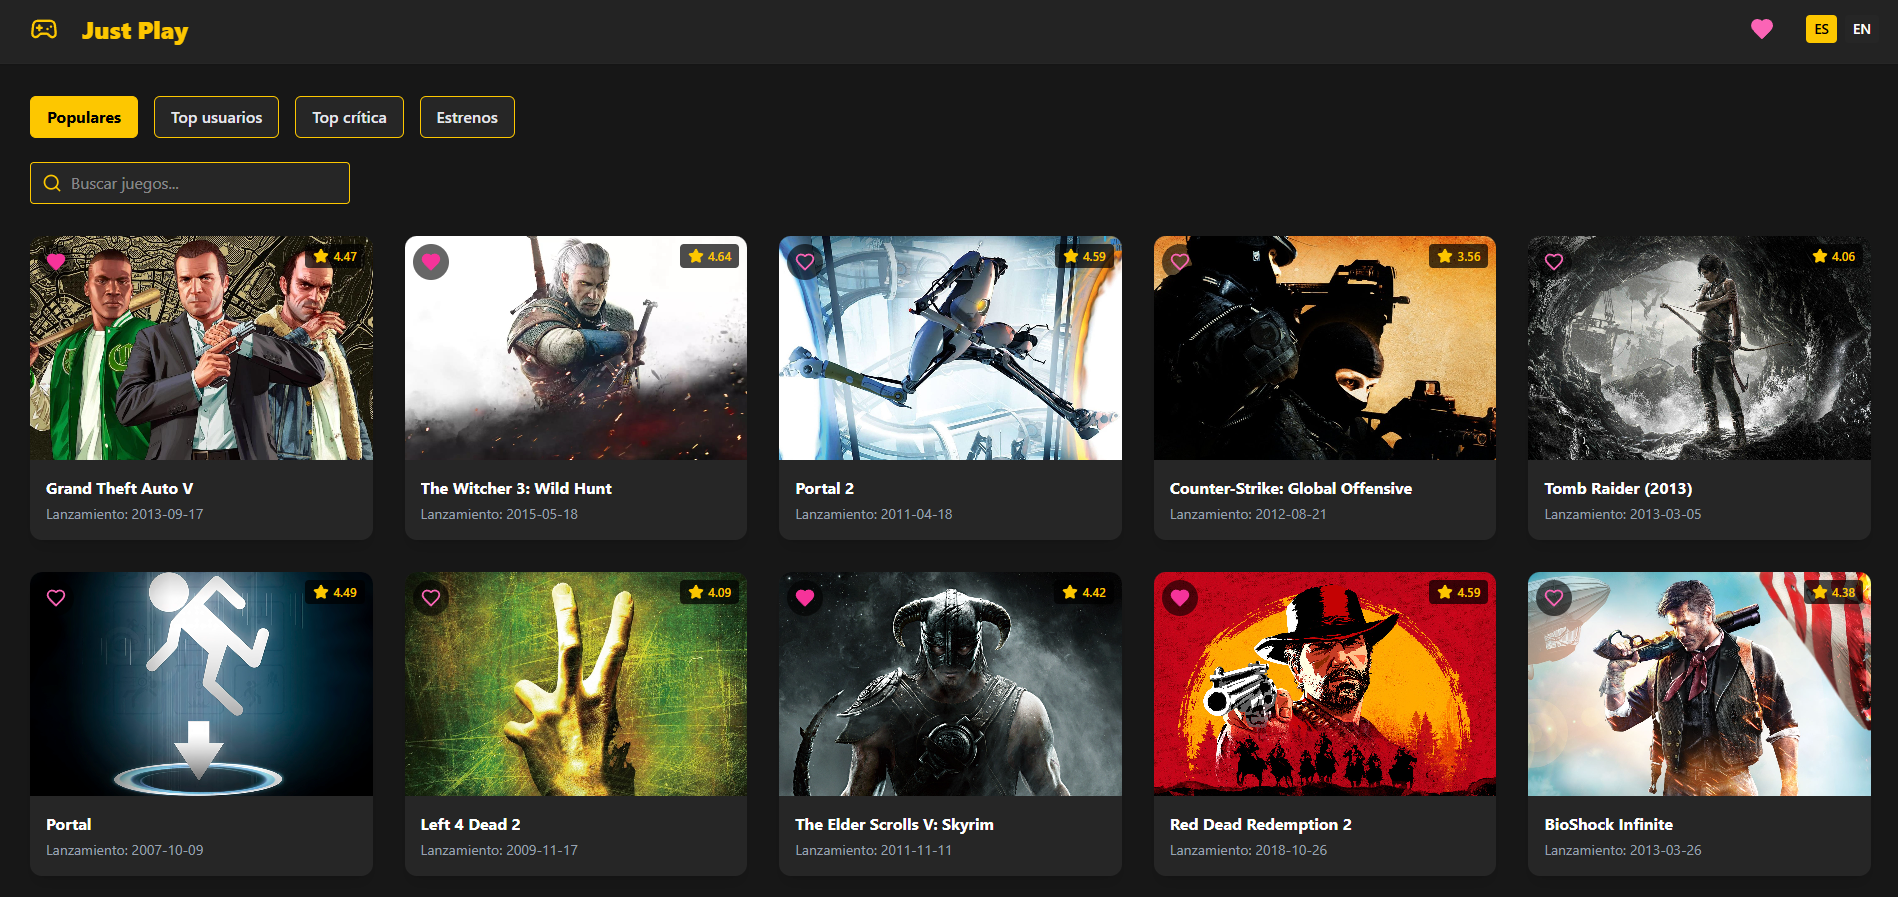 Just Play
ES EN
Populares Top usuarios Top crítica Estrenos
Buscar juegos...
4.47
4.64
4.59
3.56
4.06
Grand Theft Auto V
Lanzamiento: 2013-09-17
The Witcher 3: Wild Hunt
Lanzamiento: 2015-05-18
Portal 2
Lanzamiento: 2011-04-18
Counter-Strike: Global Offensive
Lanzamiento: 2012-08-21
Tomb Raider (2013)
Lanzamiento: 2013-03-05
4.49
4.09
4.42
4.59
4.38
Portal
Lanzamiento: 2007-10-09
Left 4 Dead 2
Lanzamiento: 2009-11-17
The Elder Scrolls V: Skyrim
Lanzamiento: 2011-11-11
Red Dead Redemption 2
Lanzamiento: 2018-10-26
BioShock Infinite
Lanzamiento: 2013-03-26